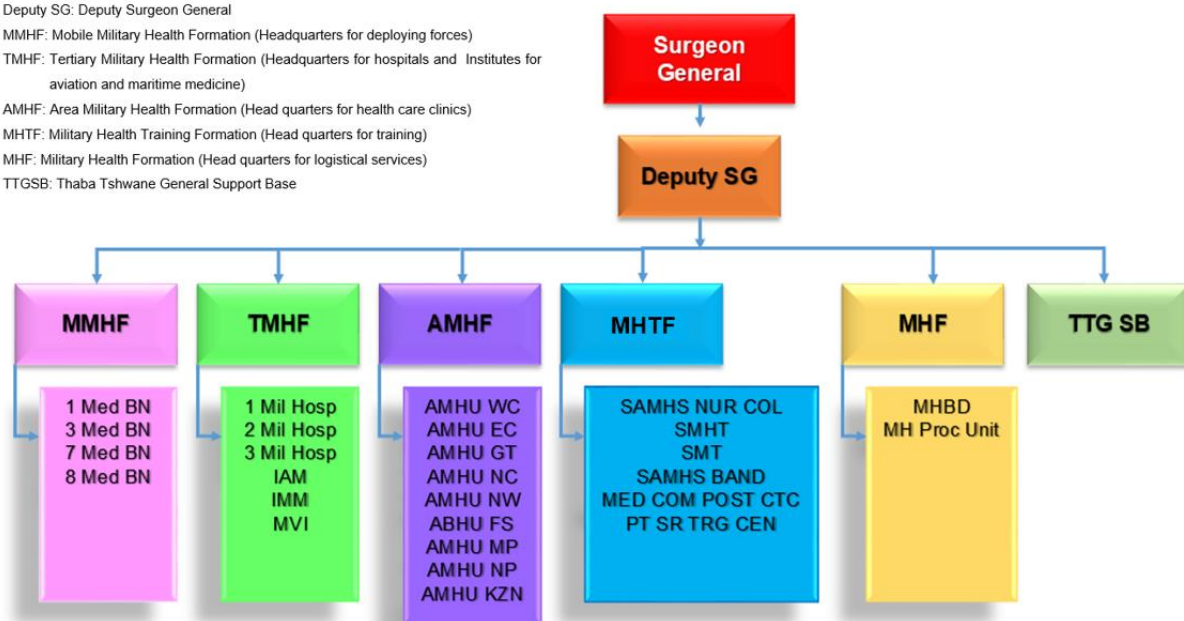 Deputy SG: Deputy Surgeon General
MMHF: Mobile Military Health Formation (Headquarters for deploying forces)
TMHF: Tertiary Military Health Formation (Headquarters for hospitals and Institutes for
aviation and maritime medicine)
AMHF: Area Military Health Formation (Head quarters for health care clinics)
MHTF: Military Health Training Formation (Head quarters for training)
MHF: Military Health Formation (Head quarters for logistical services)
TTGSB: Thaba Tshwane General Support Base
Surgeon
General
Deputy SG
MMHF
TMHF
AMHF
MHTF
MHF
TTG SB
1 Med BN
3 Med BN
7 Med BN
8 Med BN
1 Mil Hosp
2 Mil Hosp
3 Mil Hosp
IAM
IMM
MVI
AMHU WC
AMHU EC
AMHU GT
AMHU NC
AMHU NW
ABHU FS
AMHU MP
AMHU NP
AMHU KZN
SAMHS NUR COL
SMHT
SMT
SAMHS BAND
MED COM POST CTC
PT SR TRG CEN
MHBD
MH Proc Unit